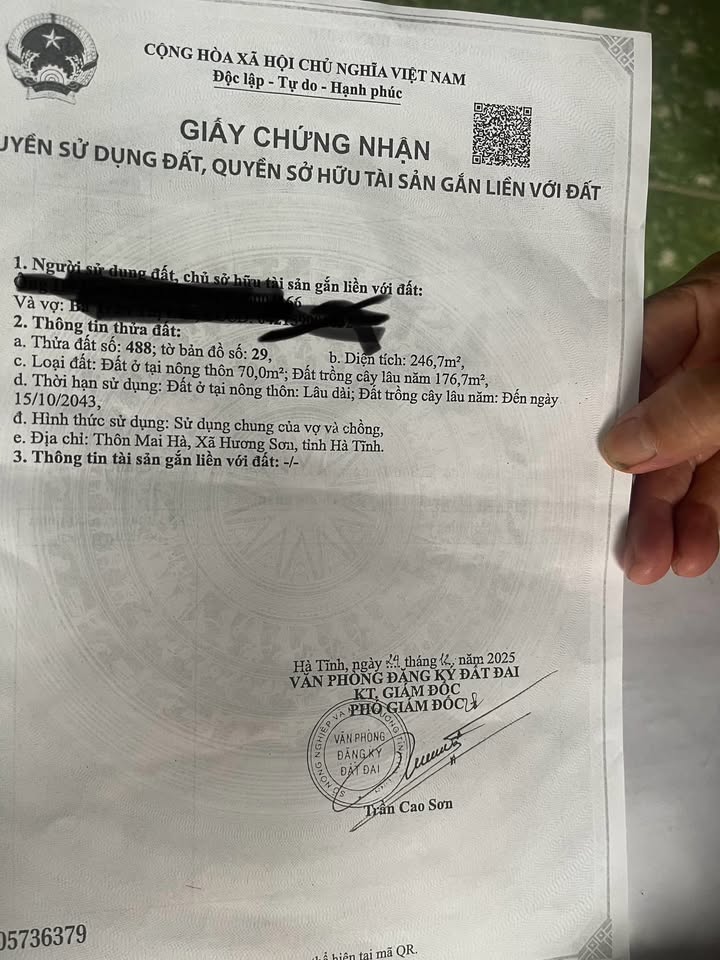 CỘNG HÒA XÃ HỘI CHỦ NGHĨA VIỆT NAM
Độc lập - Tự do - Hạnh phúc
GIẤY CHỨNG NHẬN
UYỀN SỬ DỤNG ĐẤT, QUYỀN SỞ HỮU TÀI SẢN GẮN LIỀN VỚI ĐẤT
1. Người sử dụng đất, chủ sở hữu tài sản gắn liền với đất:
66
Và vợ:
2. Thông tin thửa đất:
a. Thửa đất số: 488; tờ bản đồ số: 29, b. Diện tích: 246,7m²,
c. Loại đất: Đất ở tại nông thôn 70,0m²; Đất trồng cây lâu năm 176,7m²,
d. Thời hạn sử dụng: Đất ở tại nông thôn: Lâu dài; Đất trồng cây lâu năm: Đến ngày
15/10/2043,
đ. Hình thức sử dụng: Sử dụng chung của vợ và chồng,
e. Địa chỉ: Thôn Mai Hà, Xã Hương Sơn, tỉnh Hà Tĩnh.
3. Thông tin tài sản gắn liền với đất: -/-
Hà Tĩnh, ngày tháng năm 2025
VĂN PHÒNG ĐĂNG KÝ ĐẤT ĐAI
KT. GIÁM ĐỐC
PHÓ GIÁM ĐỐC
VĂN PHÒNG
ĐĂNG KÝ
ĐẤT ĐAI
Trần Cao Sơn
05736379
thể hiện tại mã QR.